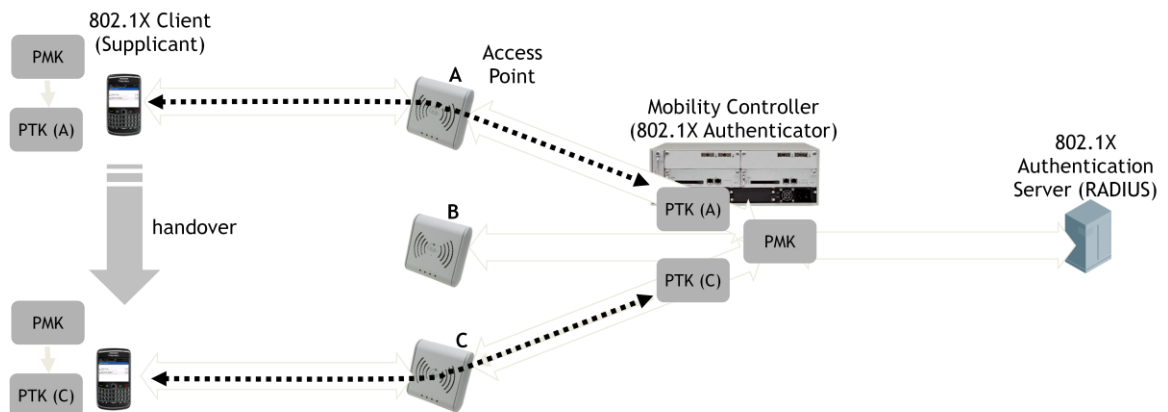 802.1X Client
(Supplicant)
PMK
PTK (A)
A
Access
Point
Mobility Controller
(802.1X Authenticator)
802.1X
Authentication
Server (RADIUS)
PTK (A)
handover
B
PMK
PTK (C)
PMK
C
PTK (C)